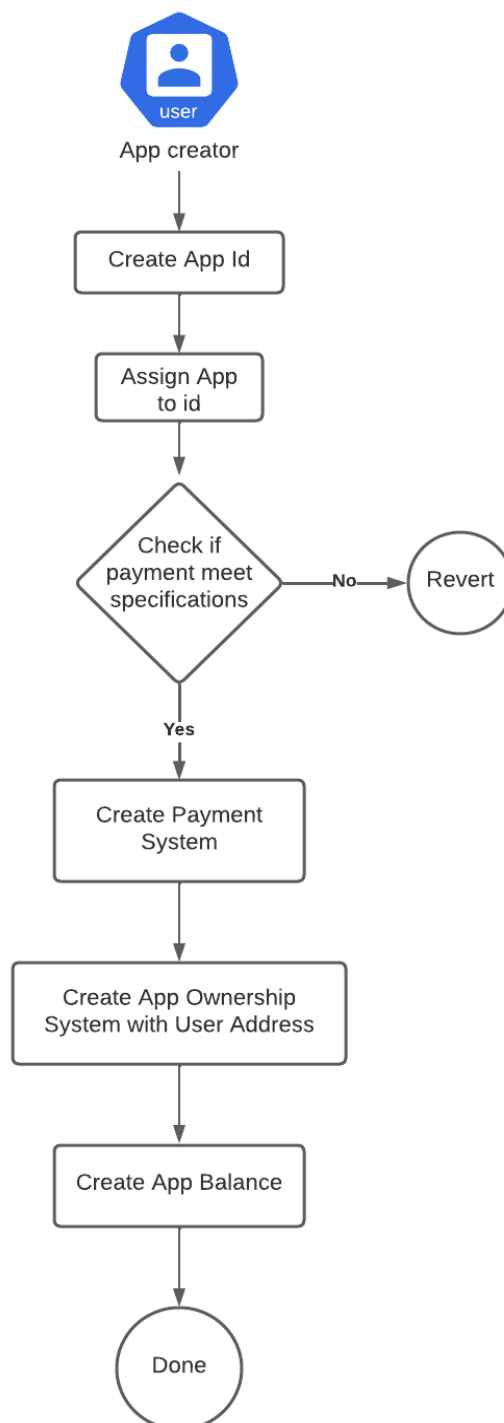 user
App creator
Create App Id
Assign App
to id
Check if
payment meet
specifications
No
Revert
Yes
Create Payment
System
Create App Ownership
System with User Address
Create App Balance
Done